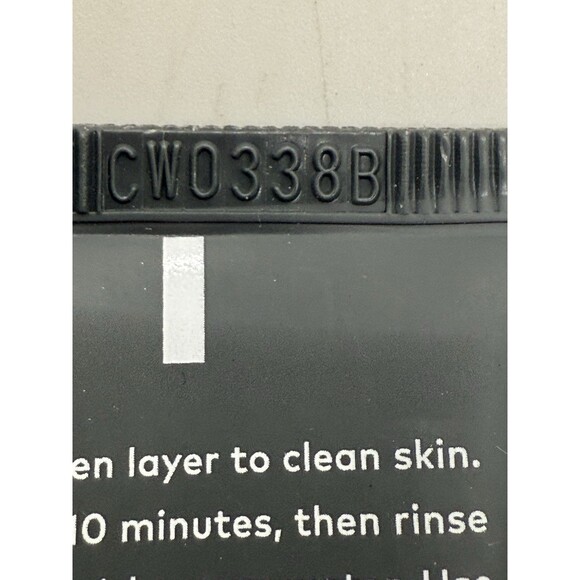 CW0338B
en layer to clean skin.
10 minutes, then rinse